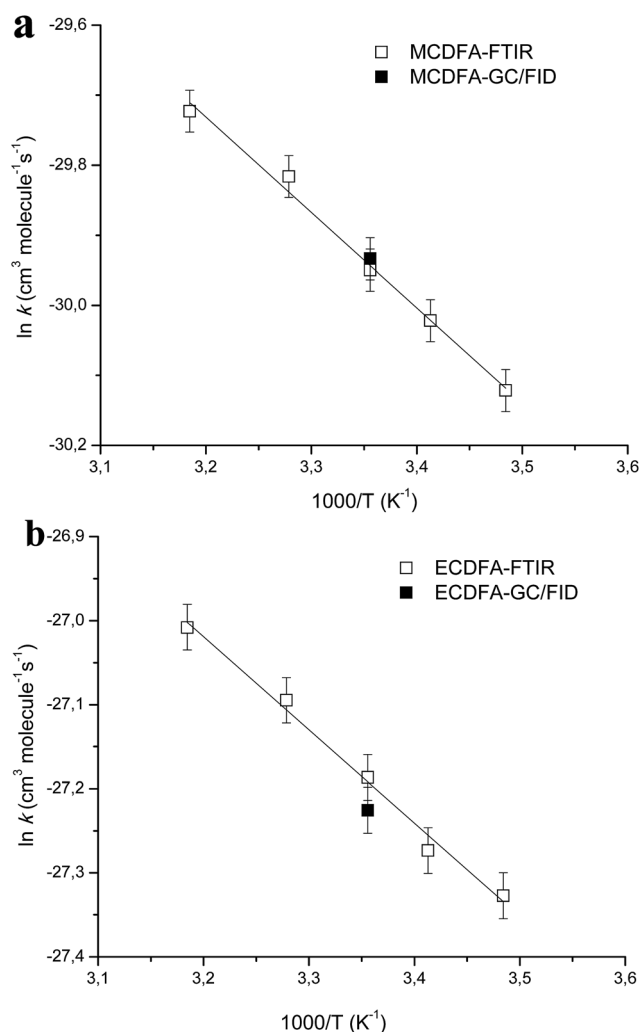 a
-29,6
-29,8
-30,0
-30,2
ln k (cm³ molecule⁻¹s⁻¹)
MCDFA-FTIR
MCDFA-GC/FID
3,1 3,2 3,3 3,4 3,5 3,6
1000/T (K⁻¹)
b
-26,9
-27,0
-27,1
-27,2
-27,3
-27,4
ln k (cm³ molecule⁻¹s⁻¹)
ECDFA-FTIR
ECDFA-GC/FID
3,1 3,2 3,3 3,4 3,5 3,6
1000/T (K⁻¹)